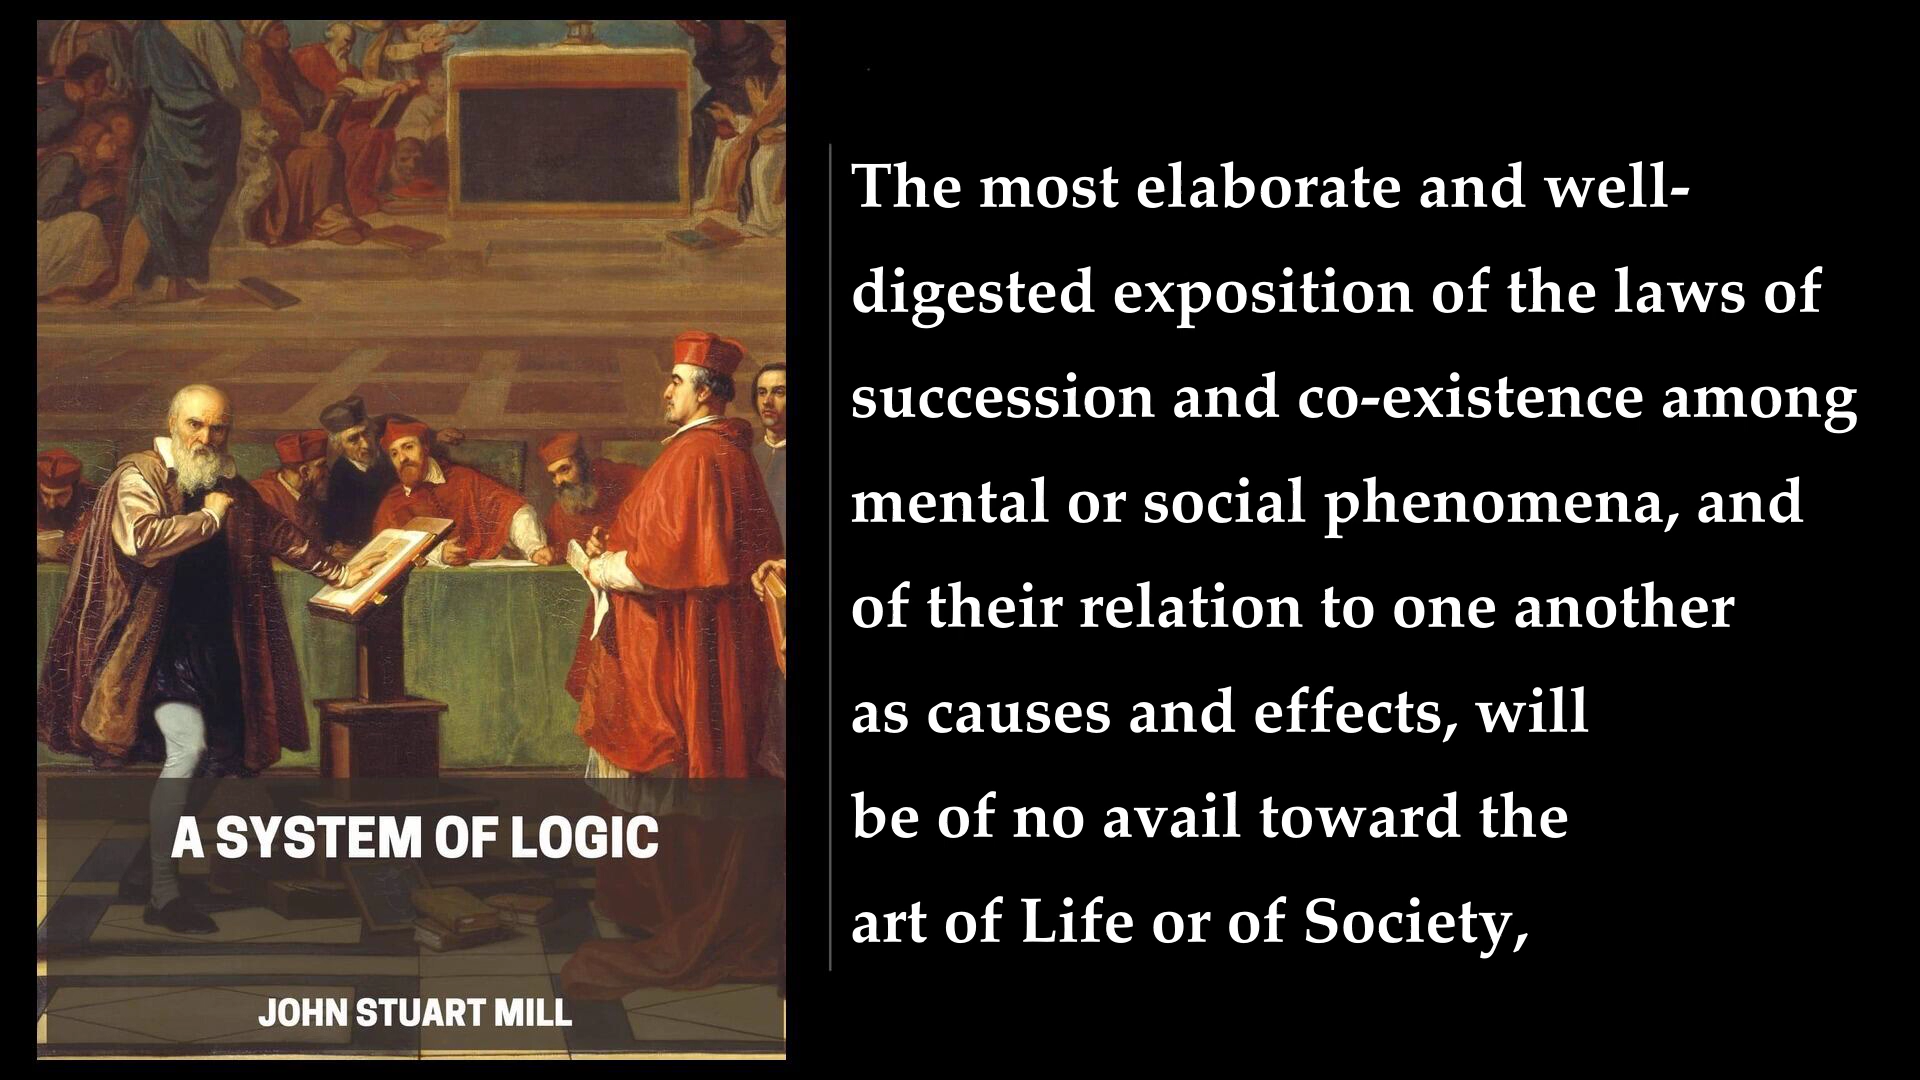 A SYSTEM OF LOGIC
JOHN STUART MILL
The most elaborate and well-
digested exposition of the laws of
succession and co-existence among
mental or social phenomena, and
of their relation to one another
as causes and effects, will
be of no avail toward the
art of Life or of Society,